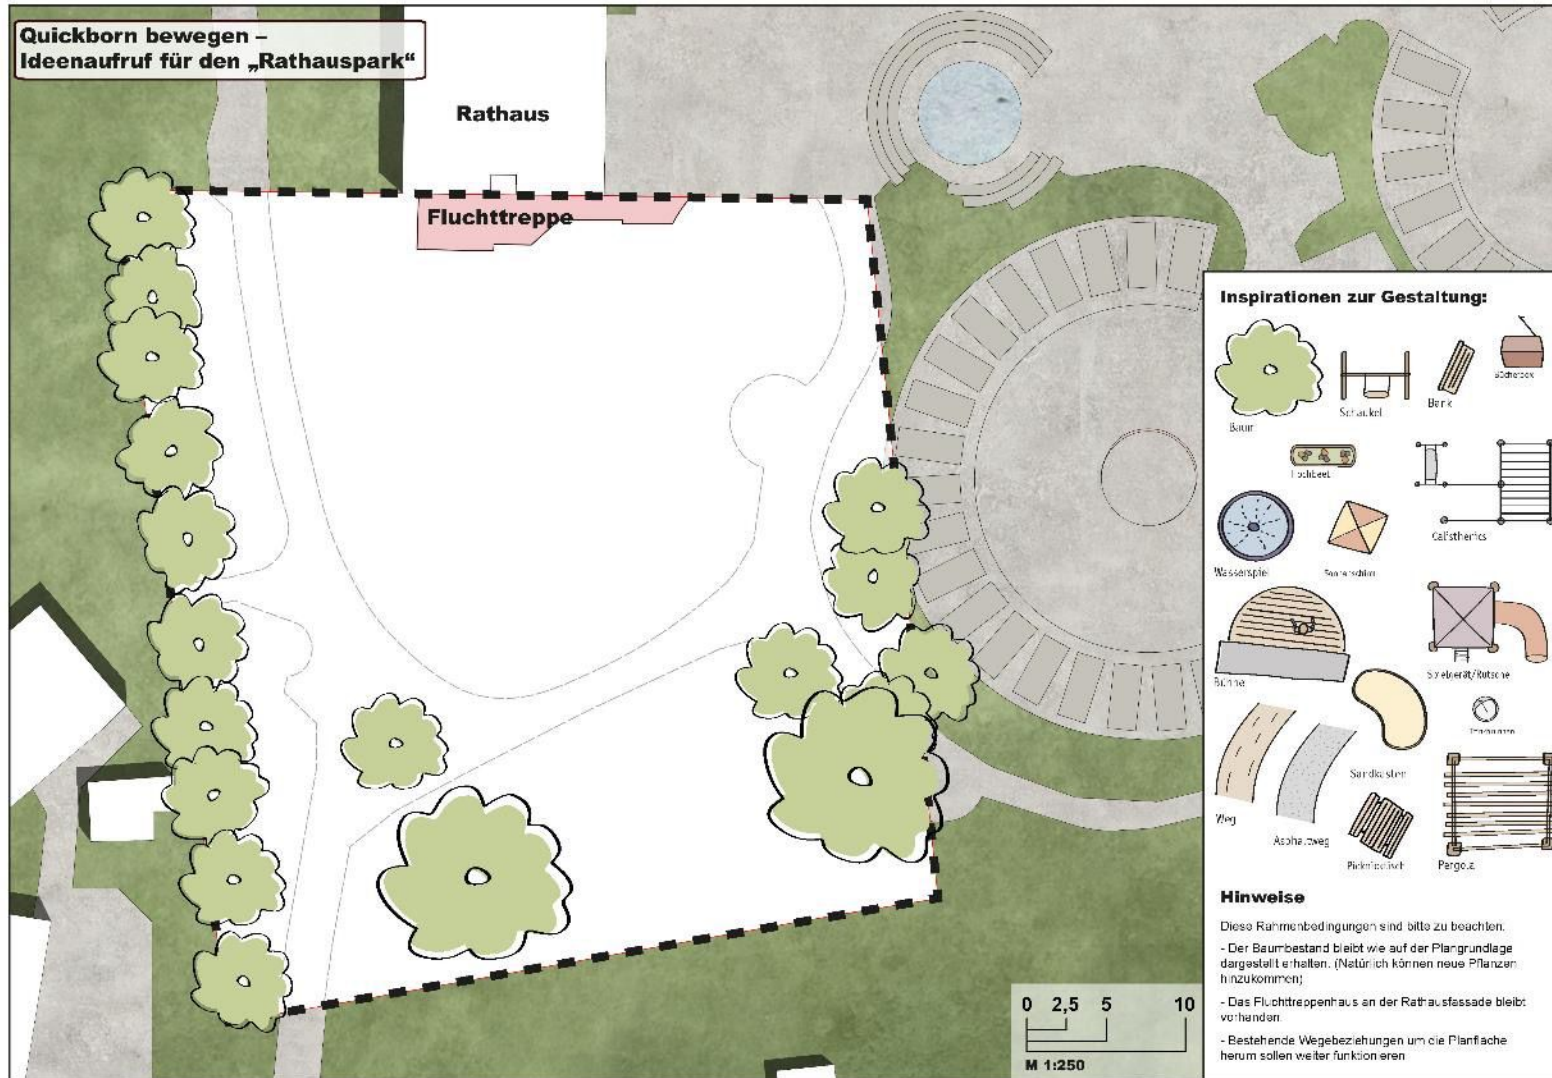 Quickborn bewegen –
Ideenaufruf für den „Rathauspark“
Rathaus
Fluchttreppe
Inspirationen zur Gestaltung:
Baum
Schaukel
Bank
Bücherbox
Hochbeet
Calisthenics
Wasserspiel
Sonnenschirm
Bühne
Spielgerät/Rutsche
Weg
Asphaltweg
Sandkasten
Trinkbrunnen
Picknicktisch
Pergola
Hinweise
Diese Rahmenbedingungen sind bitte zu beachten:
- Der Baumbestand bleibt wie auf der Plangrundlage
dargestellt erhalten. (Natürlich können neue Pflanzen
hinzukommen)
- Das Fluchttreppenhaus an der Rathausfassade bleibt
vorhanden.
- Bestehende Wegebeziehungen um die Planfläche
herum sollen weiter funktionieren
0 2,5 5 10
M 1:250